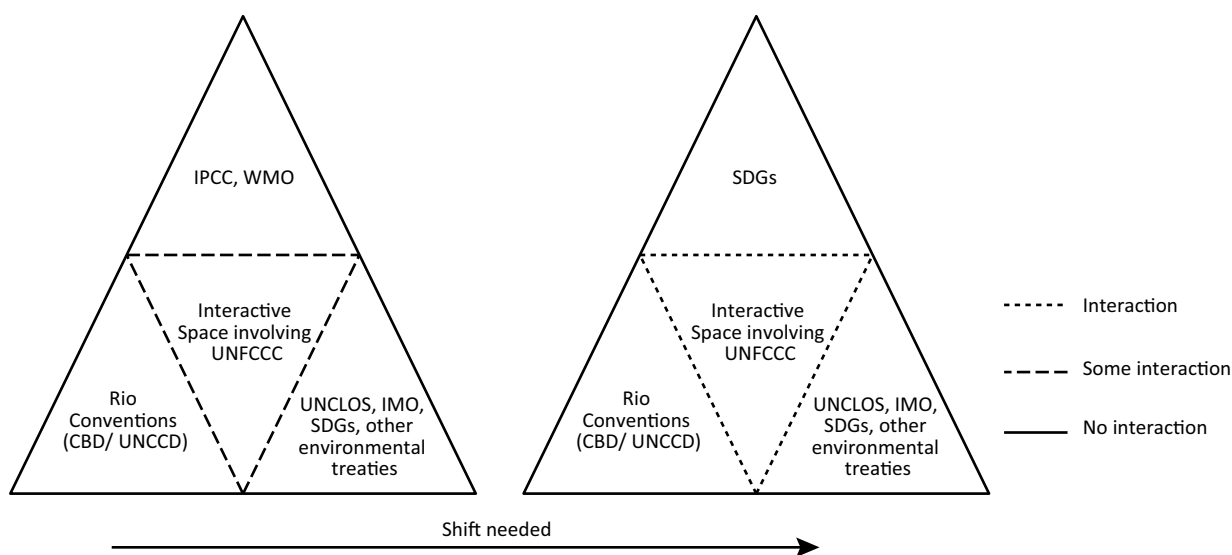 IPCC, WMO
Interactive
Space involving
UNFCCC
Rio
Conventions
(CBD/ UNCCD)
UNCLOS, IMO,
SDGs, other
environmental
treaties
SDGs
Interactive
Space involving
UNFCCC
Rio
Conventions
(CBD/ UNCCD)
UNCLOS, IMO,
SDGs, other
environmental
treaties
Interaction
Some interaction
No interaction
Shift needed